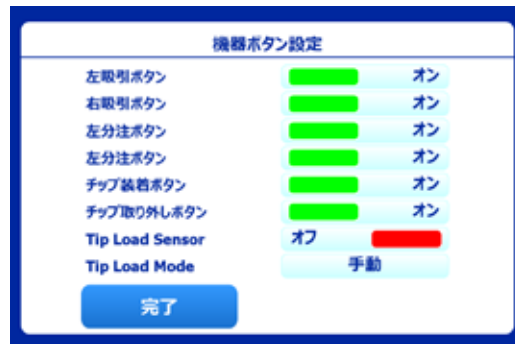 機器ボタン設定
左吸引ボタン オン
右吸引ボタン オン
左分注ボタン オン
左分注ボタン オン
チップ装着ボタン オン
チップ取り外しボタン オン
Tip Load Sensor オフ
Tip Load Mode 手動
完了